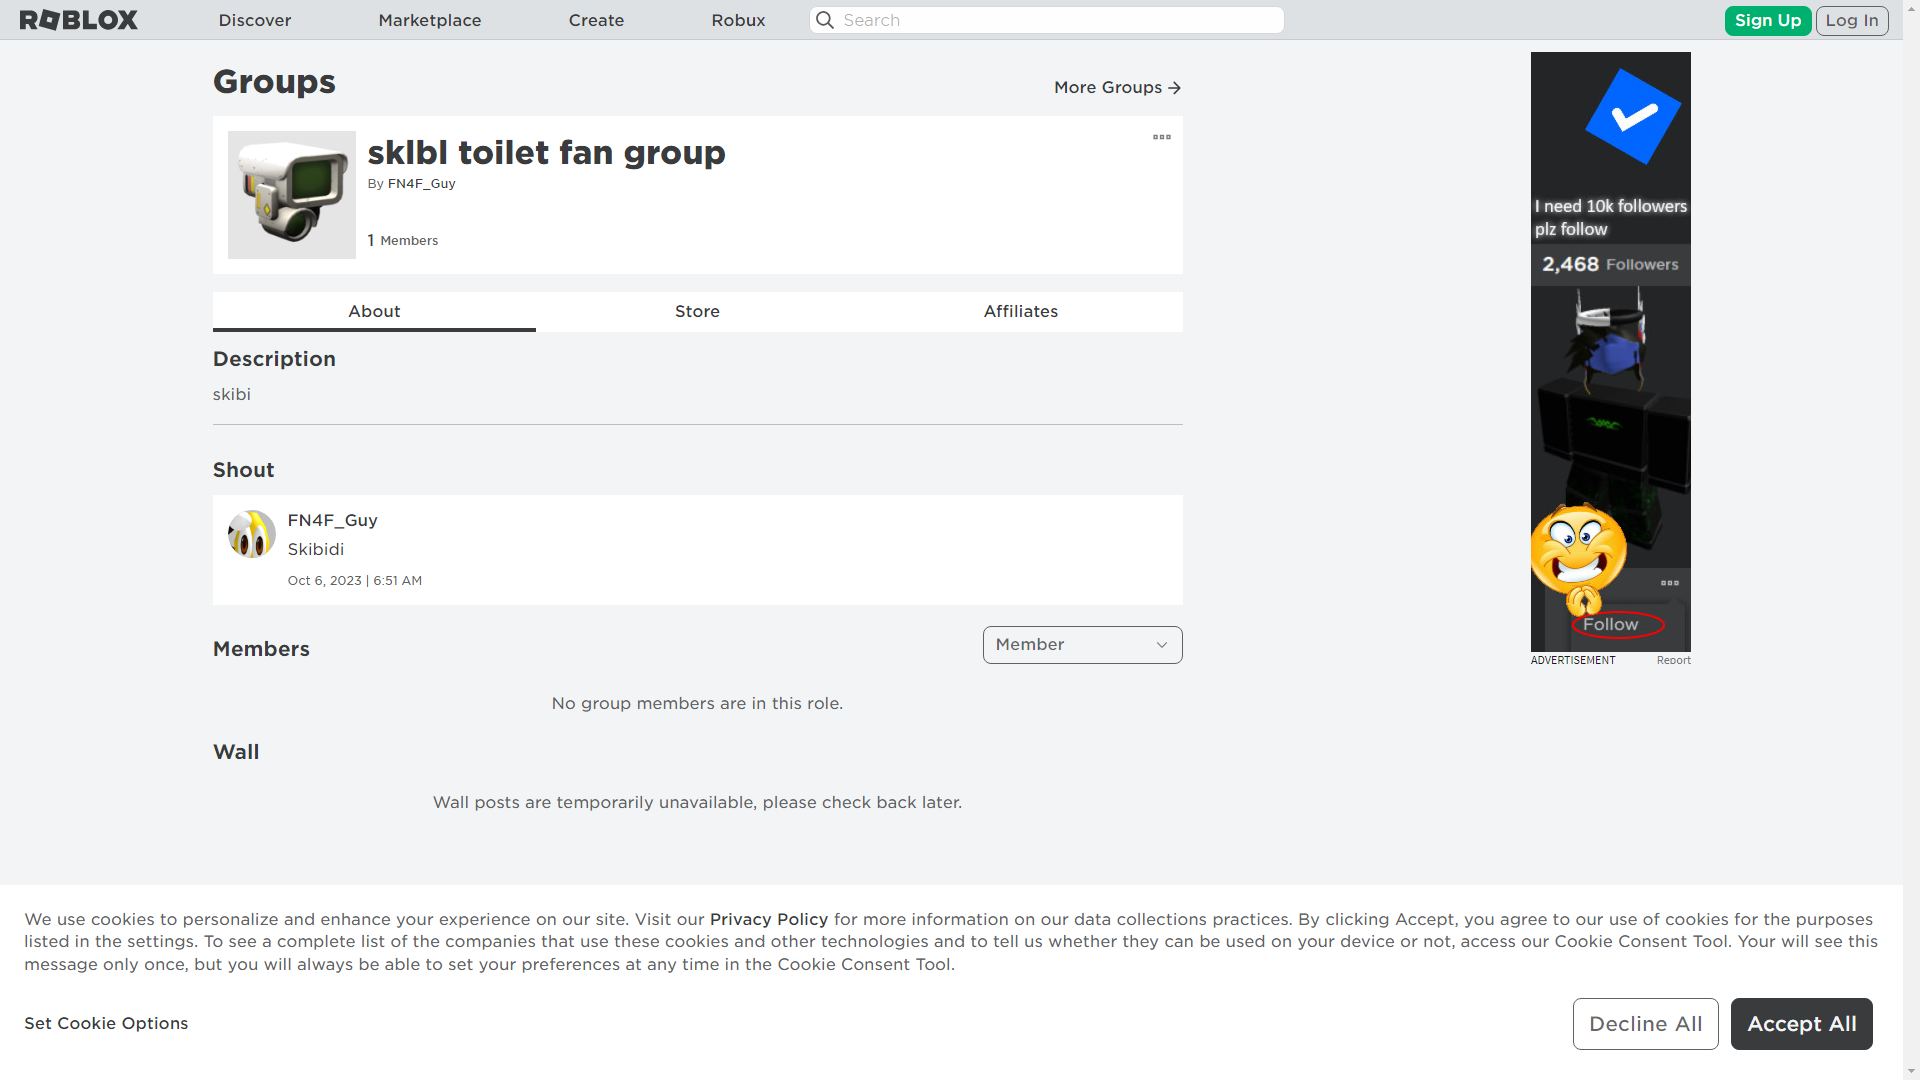 ROBLOX Discover Marketplace Create Robux Search Sign Up Log In
Groups
More Groups
sklbl toilet fan group
By FN4F_Guy
1 Members
About Store Affiliates
Description
skibi
Shout
FN4F_Guy
Skibidi
Oct 6, 2023 | 6:51 AM
Members
Member
No group members are in this role.
Wall
Wall posts are temporarily unavailable, please check back later.
I need 10k followers
plz follow
2,468 Followers
Follow
ADVERTISEMENT Report
We use cookies to personalize and enhance your experience on our site. Visit our Privacy Policy for more information on our data collections practices. By clicking Accept, you agree to our use of cookies for the purposes
listed in the settings. To see a complete list of the companies that use these cookies and other technologies and to tell us whether they can be used on your device or not, access our Cookie Consent Tool. Your will see this
message only once, but you will always be able to set your preferences at any time in the Cookie Consent Tool.
Set Cookie Options
Decline All
Accept All